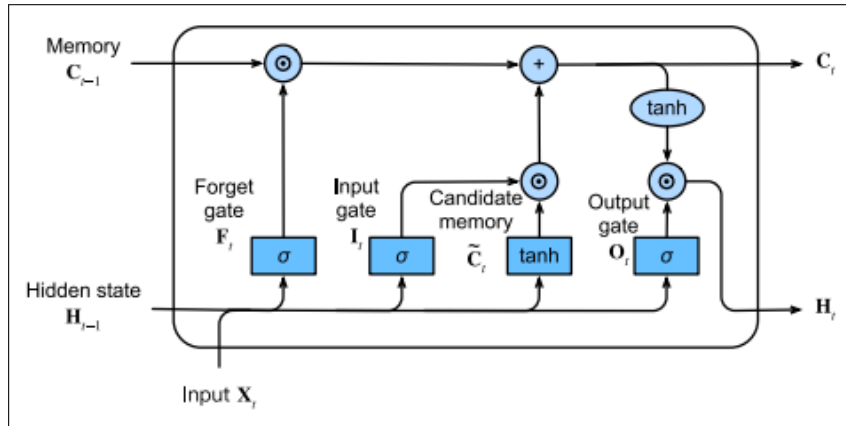 Memory
C_{t-1}
⊙
+
C_t
tanh
Forget
gate
F_t
Input
gate
I_t
⊙
Candidate
memory
C̃_t
⊙
Output
gate
O_t
σ
σ
tanh
σ
Hidden state
H_{t-1}
H_t
Input X_t